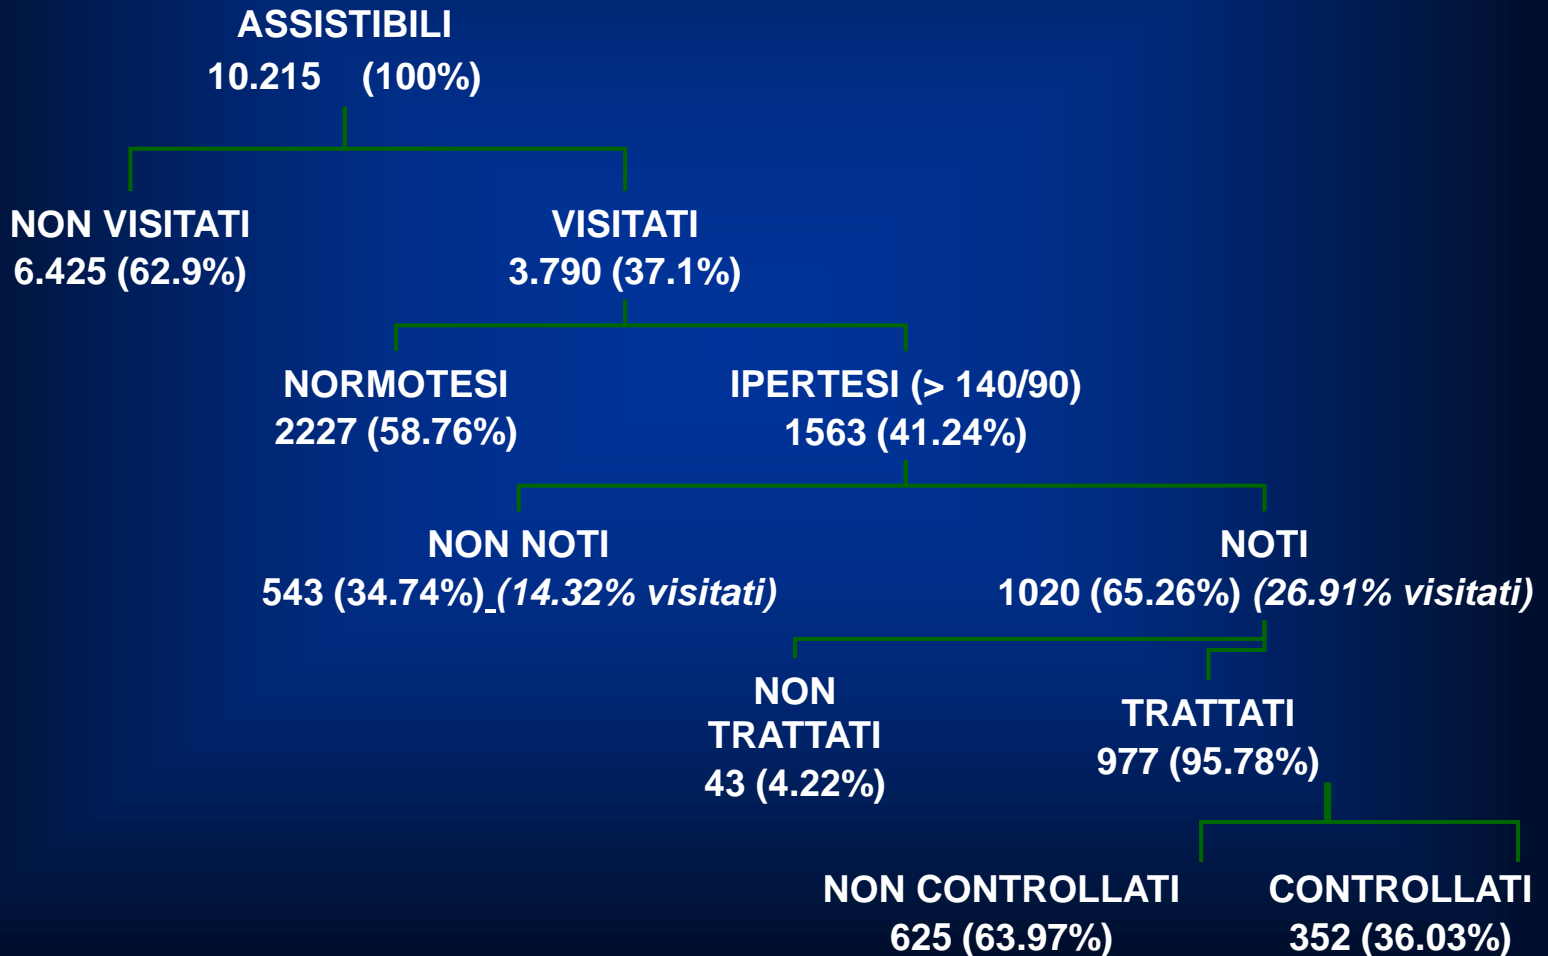 ASSISTIBILI
10.215 (100%)
NON VISITATI
6.425 (62.9%)
VISITATI
3.790 (37.1%)
NORMOTESI
2227 (58.76%)
IPERTESI (> 140/90)
1563 (41.24%)
NON NOTI
543 (34.74%) (14.32% visitati)
NOTI
1020 (65.26%) (26.91% visitati)
NON
TRATTATI
43 (4.22%)
TRATTATI
977 (95.78%)
NON CONTROLLATI
625 (63.97%)
CONTROLLATI
352 (36.03%)